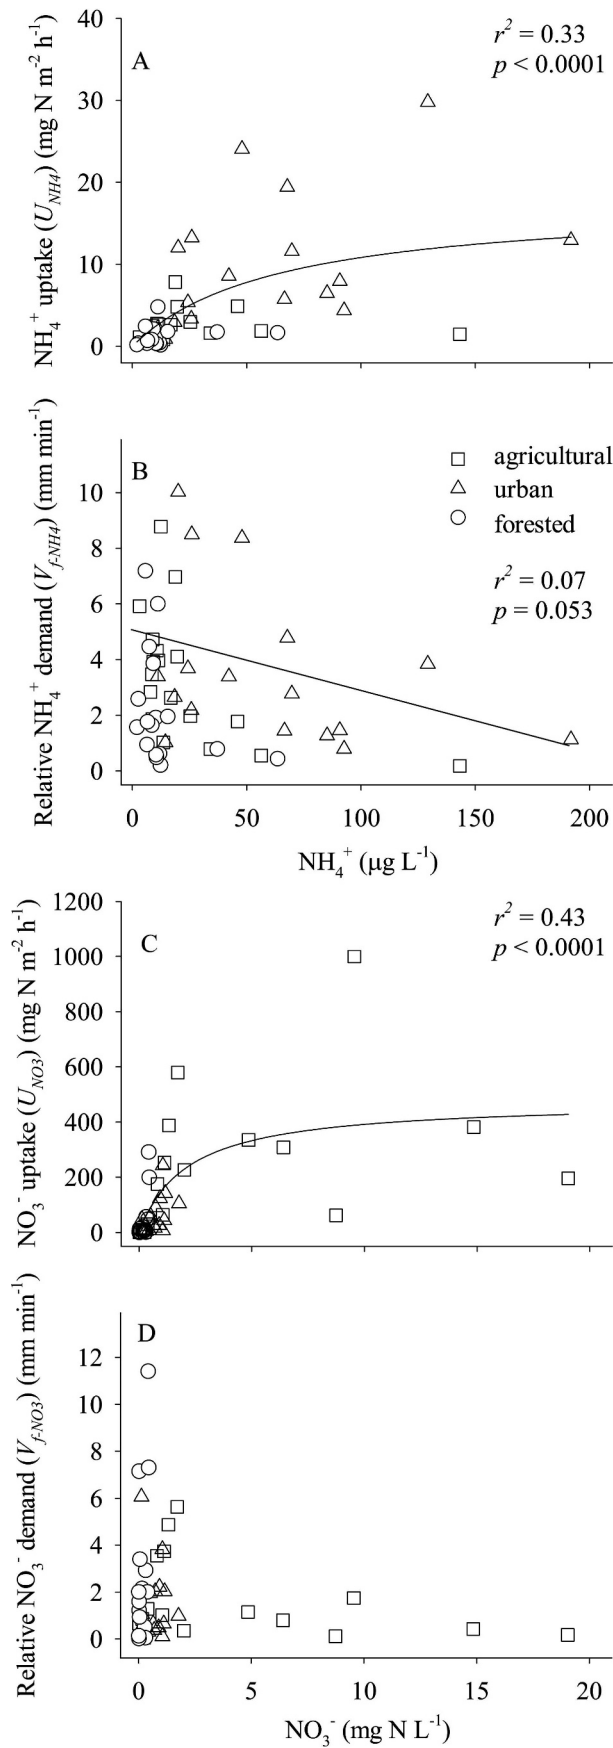 40
30
20
10
0
NH₄⁺ uptake (U_NH4) (mg N m⁻² h⁻¹)
A
r² = 0.33
p < 0.0001
10
8
6
4
2
0
Relative NH₄⁺ demand (V_f-NH4) (mm min⁻¹)
B
agricultural
urban
forested
r² = 0.07
p = 0.053
0 50 100 150 200
NH₄⁺ (μg L⁻¹)
1200
1000
800
600
400
200
0
NO₃⁻ uptake (U_NO3) (mg N m⁻² h⁻¹)
C
r² = 0.43
p < 0.0001
12
10
8
6
4
2
0
Relative NO₃⁻ demand (V_f-NO3) (mm min⁻¹)
D
0 5 10 15 20
NO₃⁻ (mg N L⁻¹)